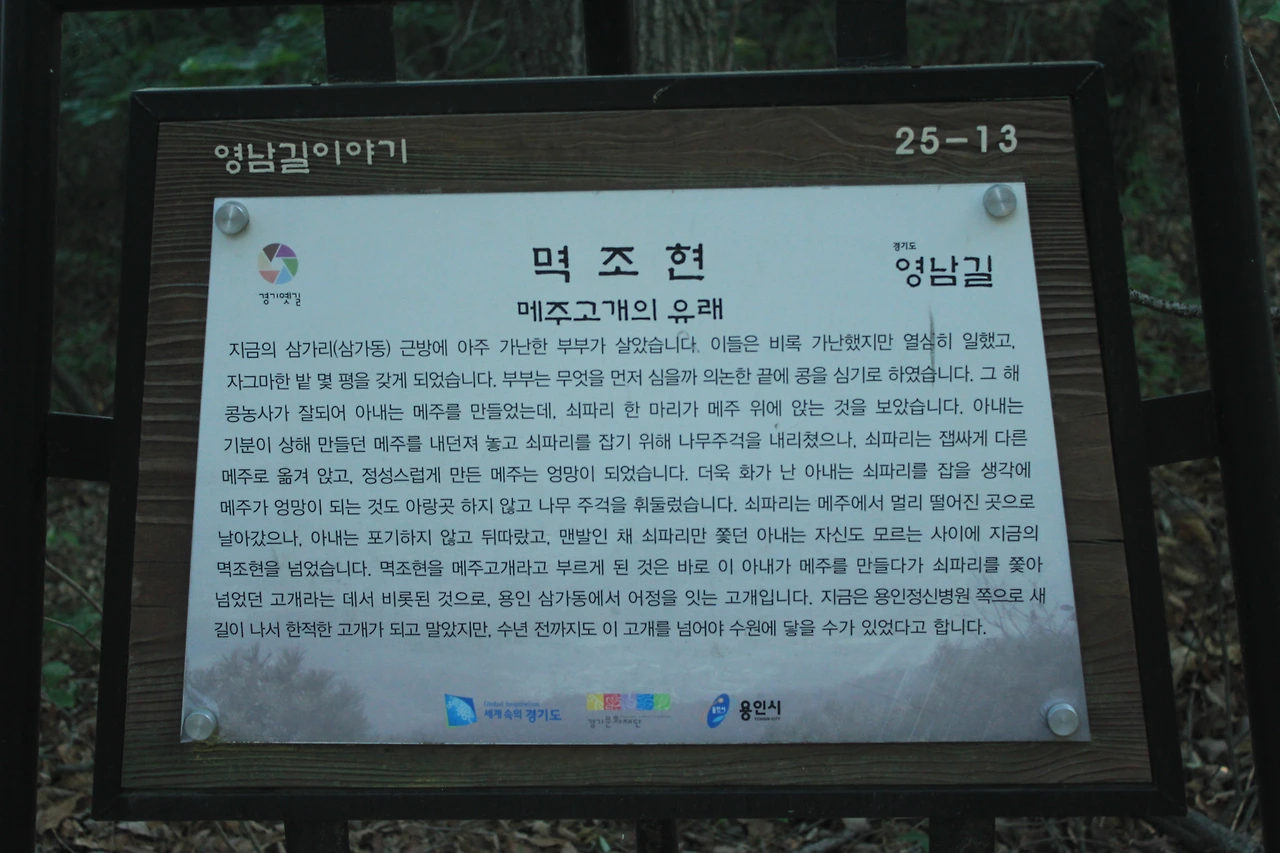 영남길이야기
25-13
경기옛길
멱조현
경기도
영남길
메주고개의 유래
지금의 삼가리(삼가동) 근방에 아주 가난한 부부가 살았습니다. 이들은 비록 가난했지만 열심히 일했고,
자그마한 밭 몇 평을 갖게 되었습니다. 부부는 무엇을 먼저 심을까 의논한 끝에 콩을 심기로 하였습니다. 그 해
콩농사가 잘되어 아내는 메주를 만들었는데, 쇠파리 한 마리가 메주 위에 앉는 것을 보았습니다. 아내는
기분이 상해 만들던 메주를 내던져 놓고 쇠파리를 잡기 위해 나무주걱을 내리쳤으나, 쇠파리는 잽싸게 다른
메주로 옮겨 앉고, 정성스럽게 만든 메주는 엉망이 되었습니다. 더욱 화가 난 아내는 쇠파리를 잡을 생각에
메주가 엉망이 되는 것도 아랑곳 하지 않고 나무 주걱을 휘둘렀습니다. 쇠파리는 메주에서 멀리 떨어진 곳으로
날아갔으나, 아내는 포기하지 않고 뒤따랐고, 맨발인 채 쇠파리만 쫓던 아내는 자신도 모르는 사이에 지금의
멱조현을 넘었습니다. 멱조현을 메주고개라고 부르게 된 것은 바로 이 아내가 메주를 만들다가 쇠파리를 쫓아
넘었던 고개라는 데서 비롯된 것으로, 용인 삼가동에서 어정을 잇는 고개입니다. 지금은 용인정신병원 쪽으로 새
길이 나서 한적한 고개가 되고 말았지만, 수년 전까지도 이 고개를 넘어야 수원에 닿을 수가 있었다고 합니다.
Global Inspiration
세계 속의 경기도
경기문화재단
용인시
YONGIN CITY